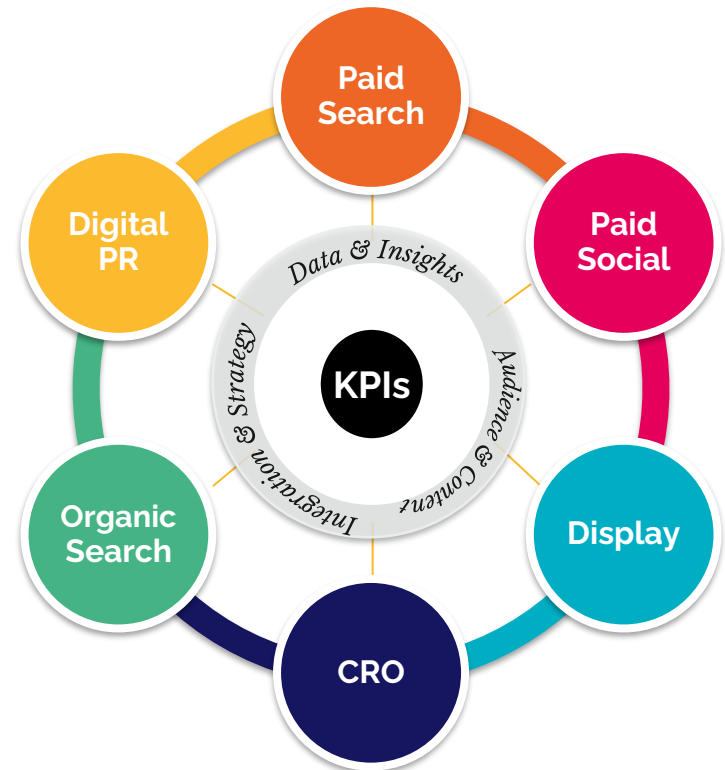 Paid
Search
Digital
PR
Paid
Social
Data & Insights
Integration & Strategy
Audience & Content
KPIs
Organic
Search
Display
CRO